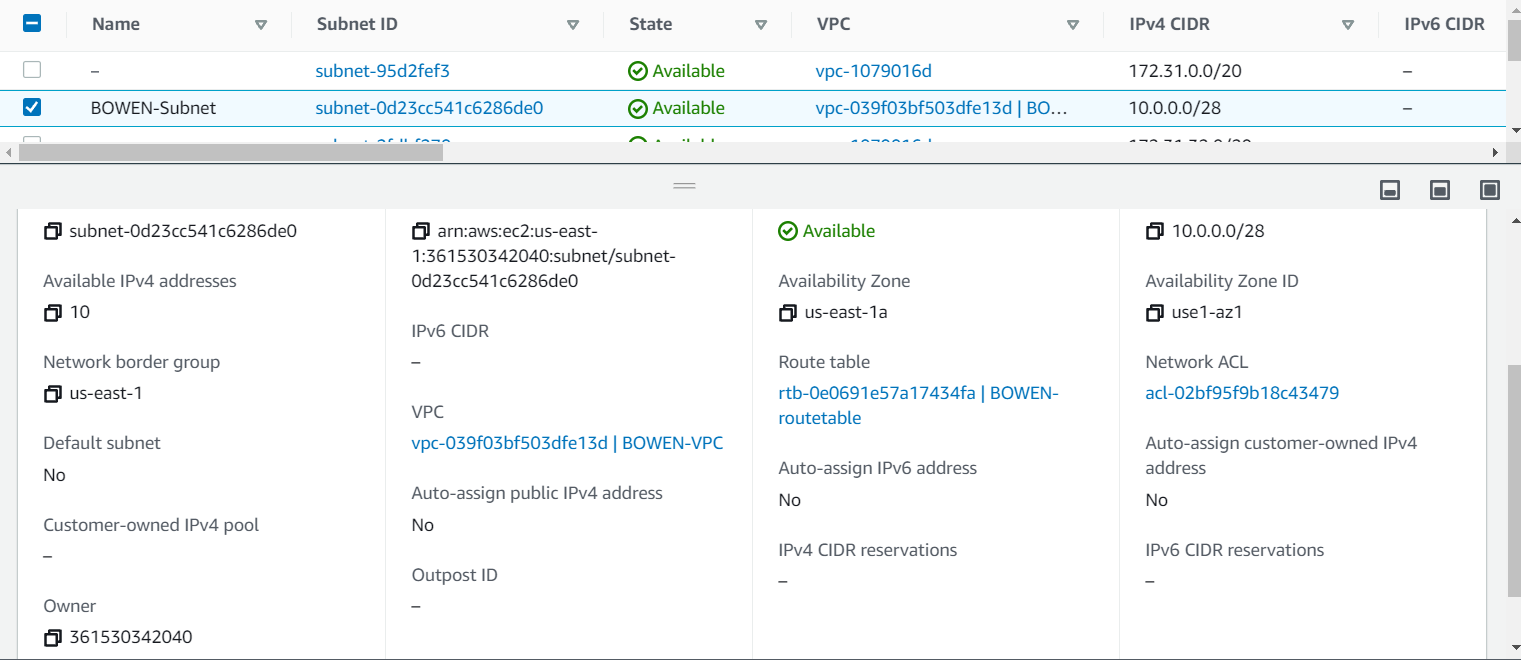 Name Subnet ID State VPC IPv4 CIDR IPv6 CIDR
– subnet-95d2fef3 Available vpc-1079016d 172.31.0.0/20 –
BOWEN-Subnet subnet-0d23cc541c6286de0 Available vpc-039f03bf503dfe13d | BO... 10.0.0.0/28 –
subnet-0d23cc541c6286de0
Available IPv4 addresses
10
Network border group
us-east-1
Default subnet
No
Customer-owned IPv4 pool
–
Owner
361530342040
arn:aws:ec2:us-east-
1:361530342040:subnet/subnet-
0d23cc541c6286de0
IPv6 CIDR
–
VPC
vpc-039f03bf503dfe13d | BOWEN-VPC
Auto-assign public IPv4 address
No
Outpost ID
–
Available
Availability Zone
us-east-1a
Route table
rtb-0e0691e57a17434fa | BOWEN-
routetable
Auto-assign IPv6 address
No
IPv4 CIDR reservations
–
10.0.0.0/28
Availability Zone ID
use1-az1
Network ACL
acl-02bf95f9b18c43479
Auto-assign customer-owned IPv4
address
No
IPv6 CIDR reservations
–